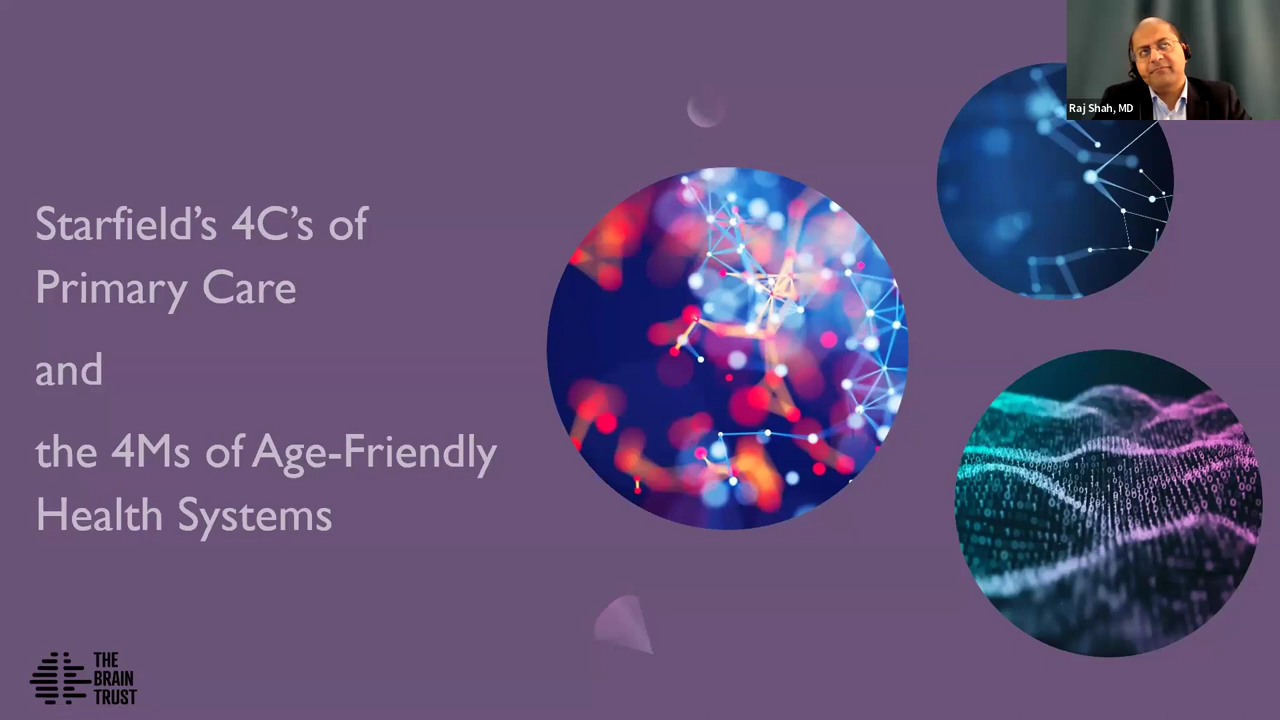 Raj Shah, MD
Starfield’s 4C’s of
Primary Care
and
the 4Ms of Age-Friendly
Health Systems
THE
BRAIN
TRUST